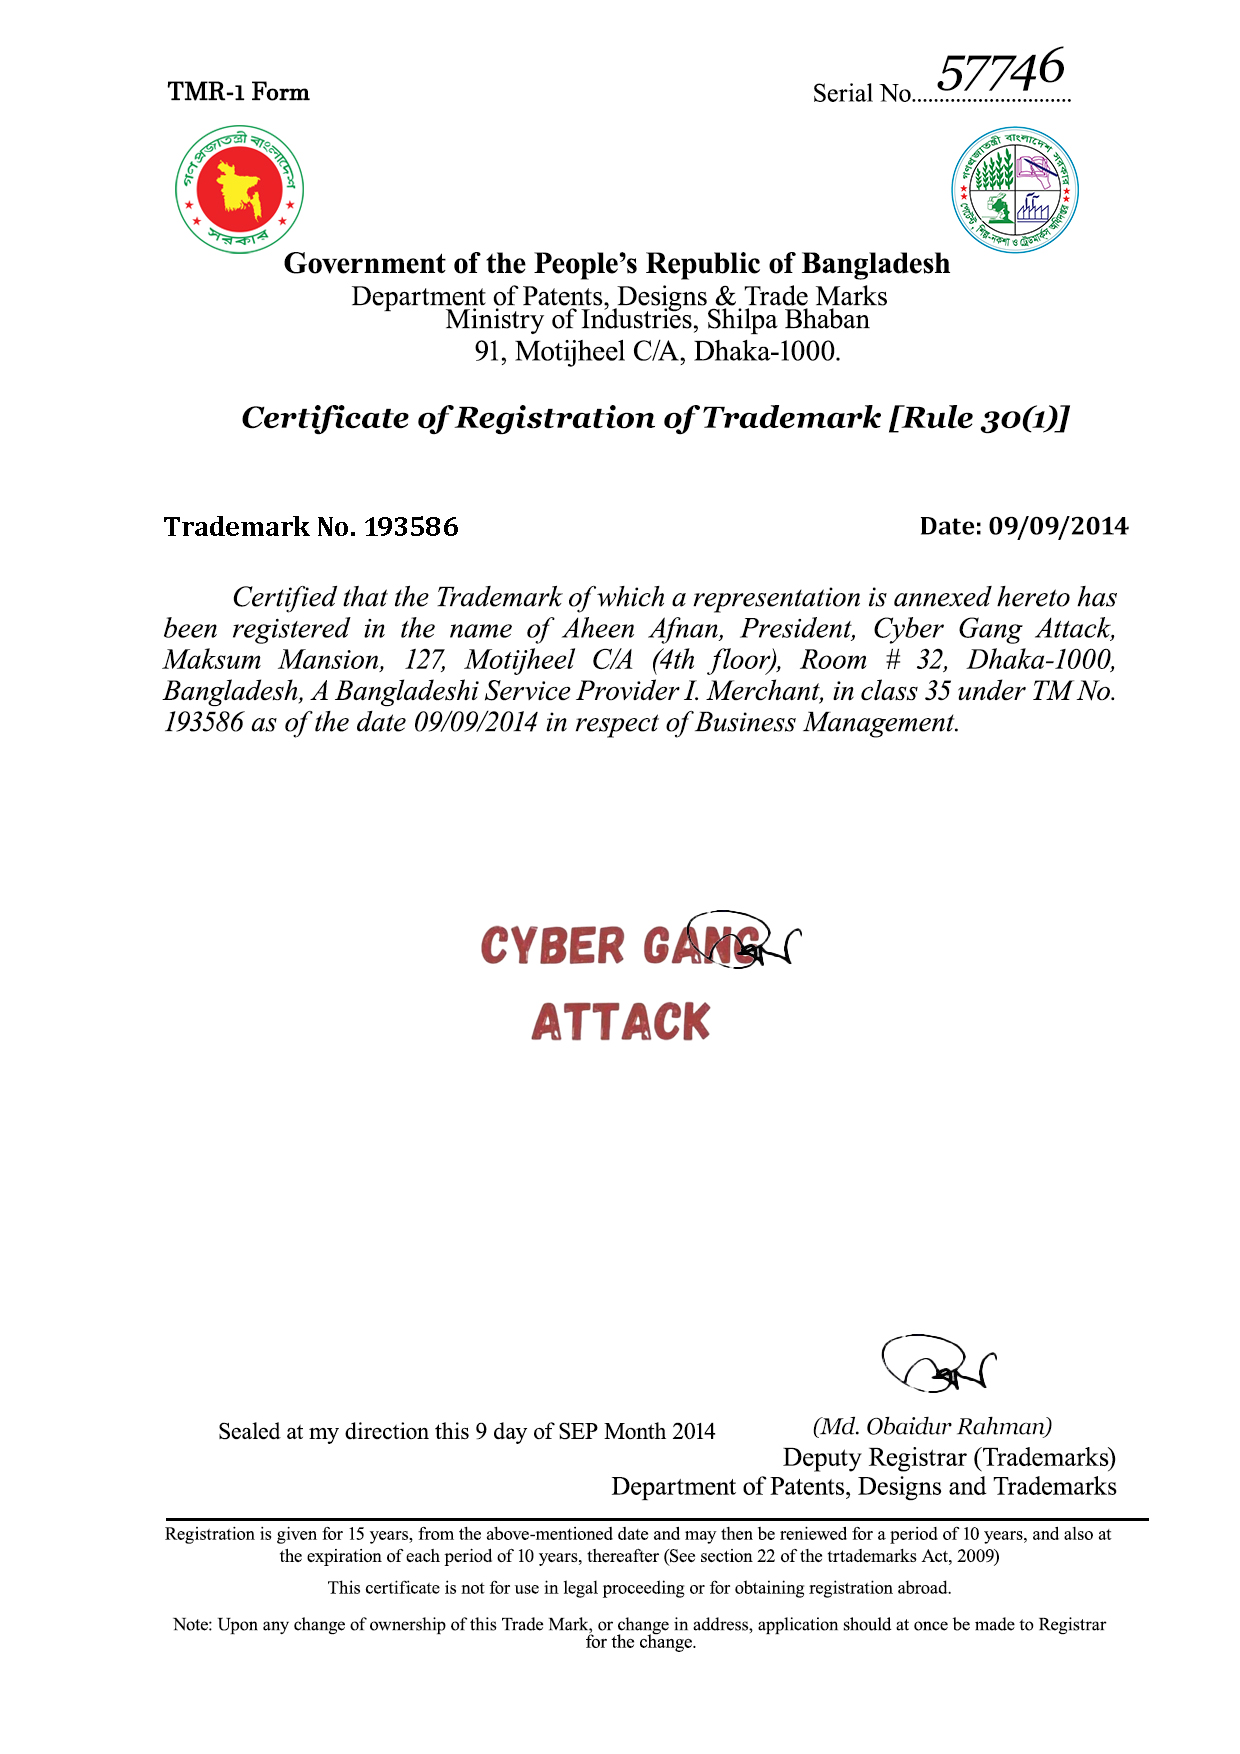 TMR-1 Form
Serial No.............................
57746
গণপ্রজাতন্ত্রী বাংলাদেশ
সরকার
গণপ্রজাতন্ত্রী বাংলাদেশ সরকার
পেটেন্ট, শিল্প-নকশা ও ট্রেডমার্কস অধিদপ্তর
Government of the People’s Republic of Bangladesh
Department of Patents, Designs & Trade Marks
Ministry of Industries, Shilpa Bhaban
91, Motijheel C/A, Dhaka-1000.
Certificate of Registration of Trademark [Rule 30(1)]
Trademark No. 193586
Date: 09/09/2014
Certified that the Trademark of which a representation is annexed hereto has
been registered in the name of Aheen Afnan, President, Cyber Gang Attack,
Maksum Mansion, 127, Motijheel C/A (4th floor), Room # 32, Dhaka-1000,
Bangladesh, A Bangladeshi Service Provider I. Merchant, in class 35 under TM No.
193586 as of the date 09/09/2014 in respect of Business Management.
CYBER GANG
ATTACK
Sealed at my direction this 9 day of SEP Month 2014
(Md. Obaidur Rahman)
Deputy Registrar (Trademarks)
Department of Patents, Designs and Trademarks
Registration is given for 15 years, from the above-mentioned date and may then be reniewed for a period of 10 years, and also at
the expiration of each period of 10 years, thereafter (See section 22 of the trtademarks Act, 2009)
This certificate is not for use in legal proceeding or for obtaining registration abroad.
Note: Upon any change of ownership of this Trade Mark, or change in address, application should at once be made to Registrar
for the change.